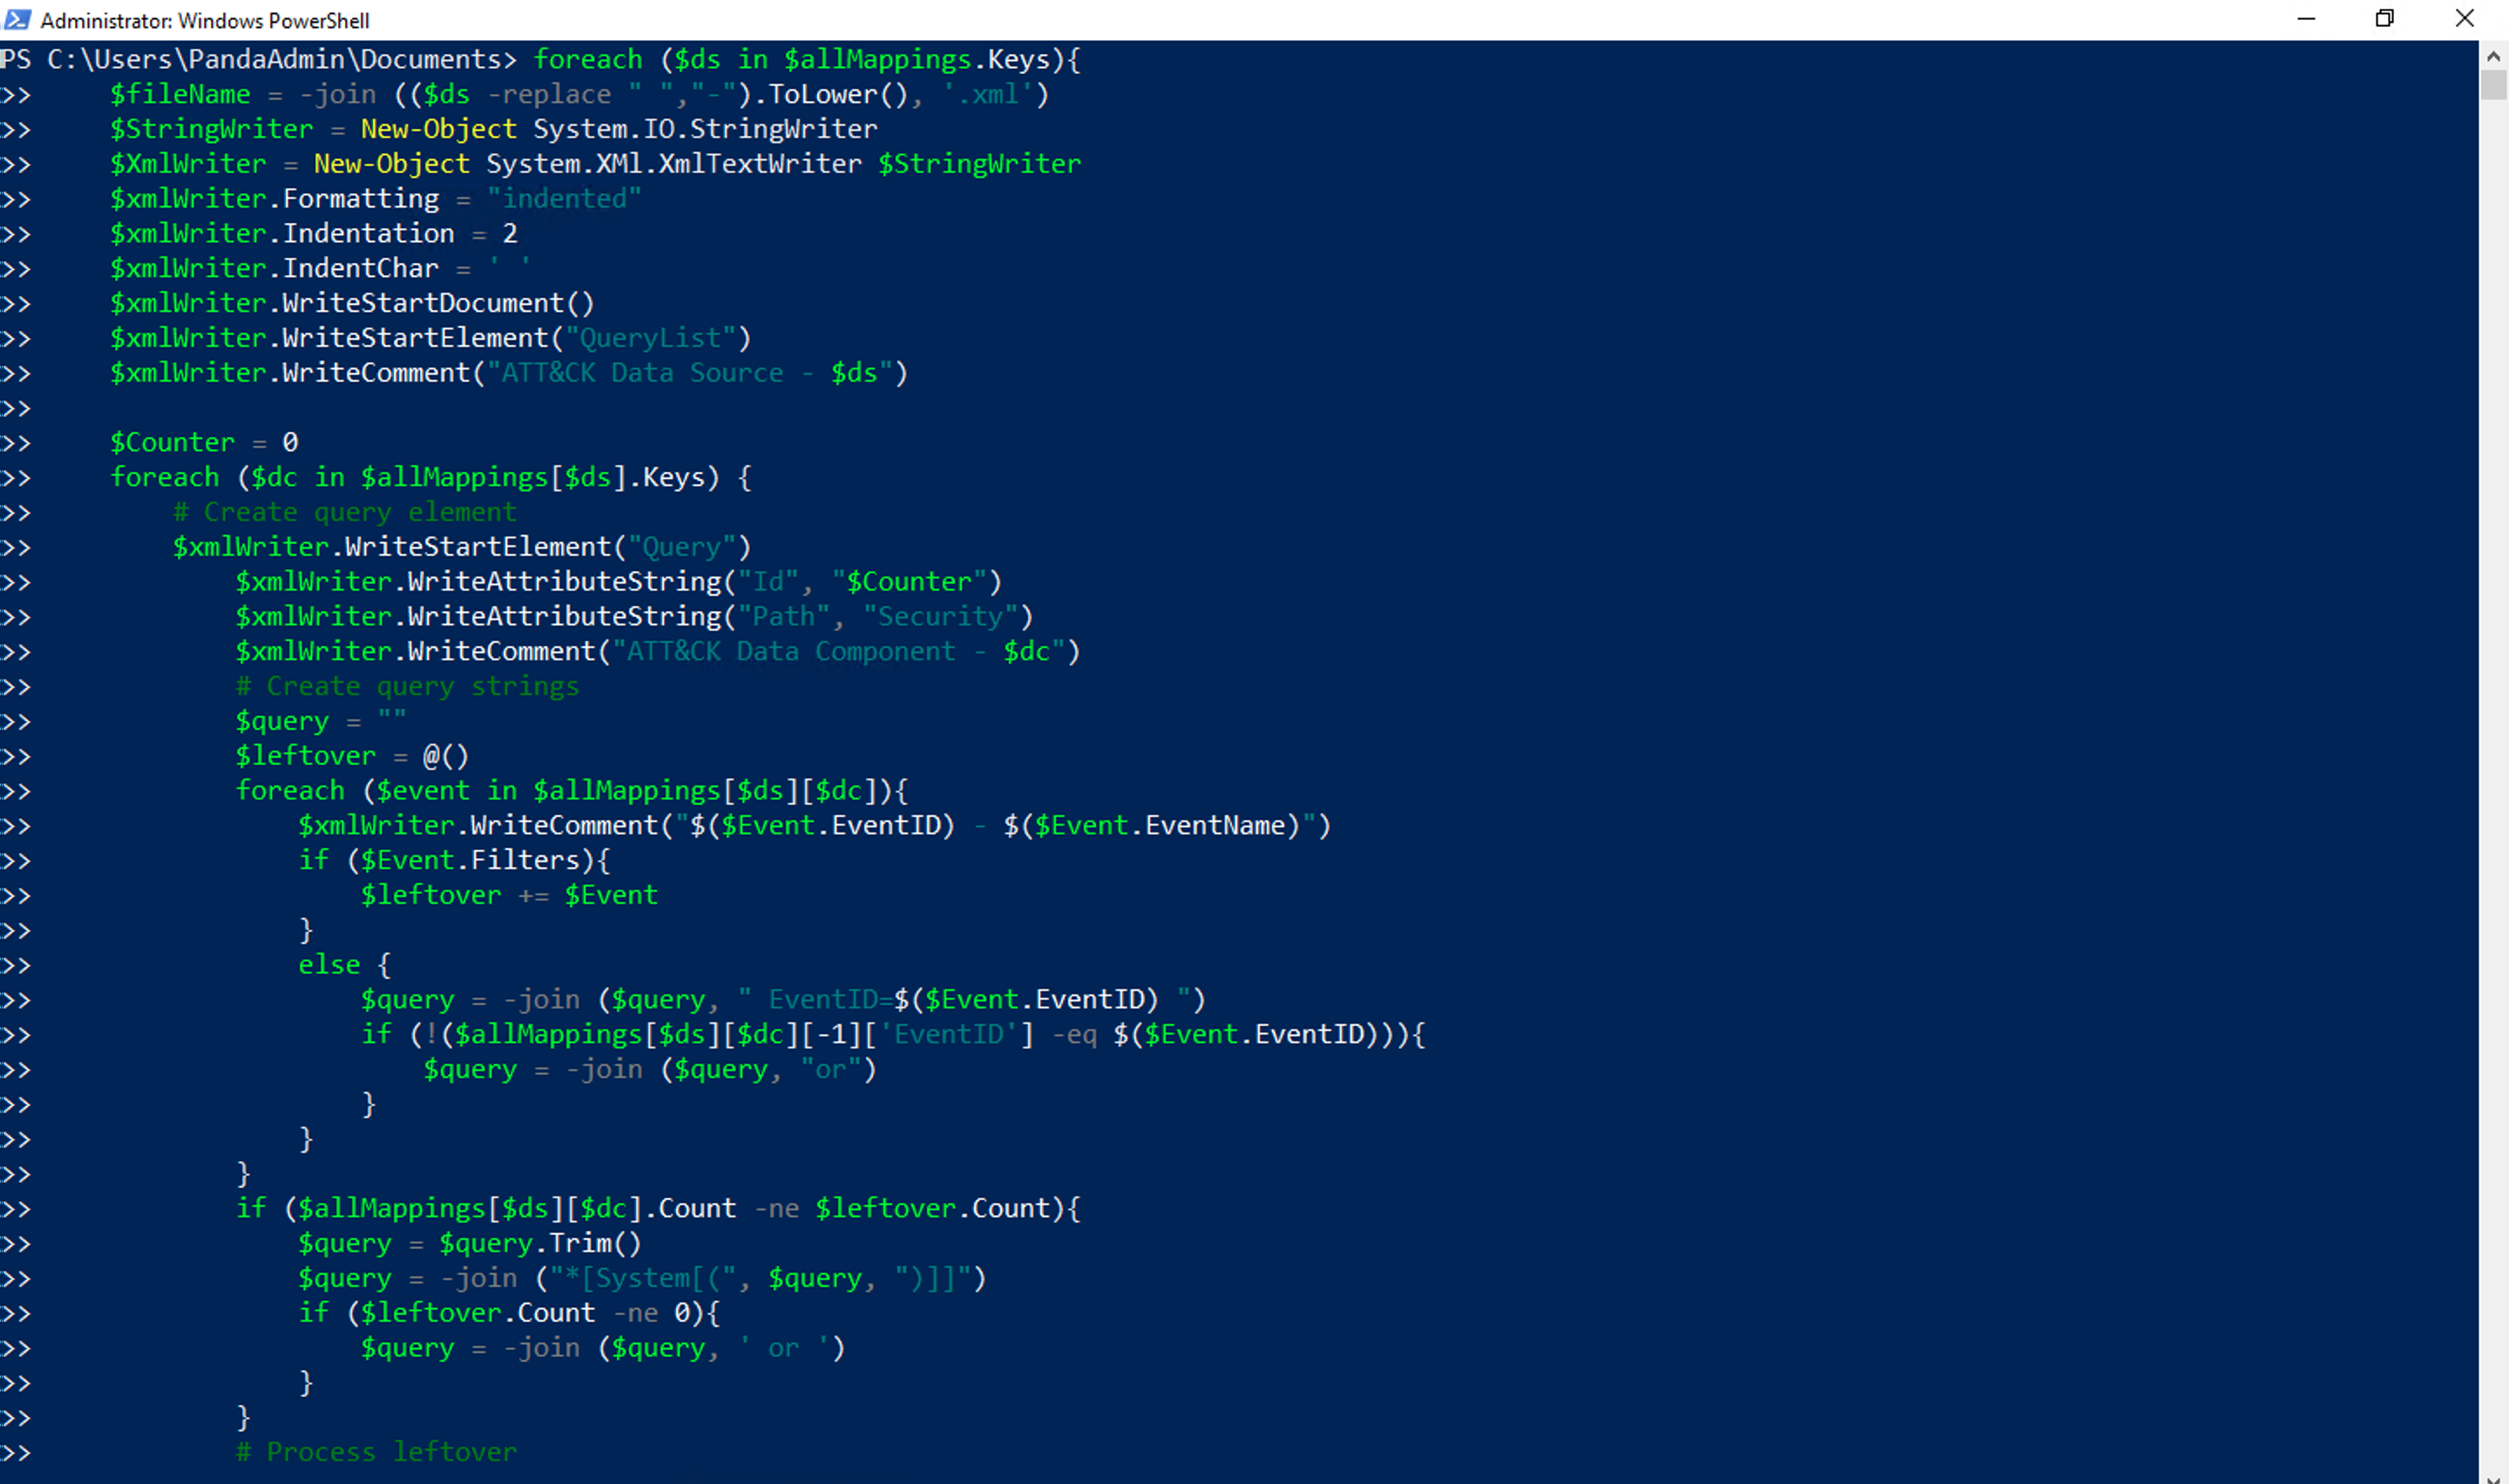 Administrator: Windows PowerShell
PS C:\Users\PandaAdmin\Documents> foreach ($ds in $allMappings.Keys){
>>     $fileName = -join (($ds -replace " ","-").ToLower(), '.xml')
>>     $StringWriter = New-Object System.IO.StringWriter
>>     $XmlWriter = New-Object System.XMl.XmlTextWriter $StringWriter
>>     $xmlWriter.Formatting = "indented"
>>     $xmlWriter.Indentation = 2
>>     $xmlWriter.IndentChar = ' '
>>     $xmlWriter.WriteStartDocument()
>>     $xmlWriter.WriteStartElement("QueryList")
>>     $xmlWriter.WriteComment("ATT&CK Data Source - $ds")
>>
>>     $Counter = 0
>>     foreach ($dc in $allMappings[$ds].Keys) {
>>         # Create query element
>>         $xmlWriter.WriteStartElement("Query")
>>             $xmlWriter.WriteAttributeString("Id", "$Counter")
>>             $xmlWriter.WriteAttributeString("Path", "Security")
>>             $xmlWriter.WriteComment("ATT&CK Data Component - $dc")
>>             # Create query strings
>>             $query = ""
>>             $leftover = @()
>>             foreach ($event in $allMappings[$ds][$dc]){
>>                 $xmlWriter.WriteComment("$($Event.EventID) - $($Event.EventName)")
>>                 if ($Event.Filters){
>>                     $leftover += $Event
>>                 }
>>                 else {
>>                     $query = -join ($query, " EventID=$($Event.EventID) ")
>>                     if (!($allMappings[$ds][$dc][-1]['EventID'] -eq $($Event.EventID))){
>>                         $query = -join ($query, "or")
>>                     }
>>                 }
>>             }
>>             if ($allMappings[$ds][$dc].Count -ne $leftover.Count){
>>                 $query = $query.Trim()
>>                 $query = -join ("*[System[(", $query, ")]]")
>>                 if ($leftover.Count -ne 0){
>>                     $query = -join ($query, ' or ')
>>                 }
>>             }
>>             # Process leftover